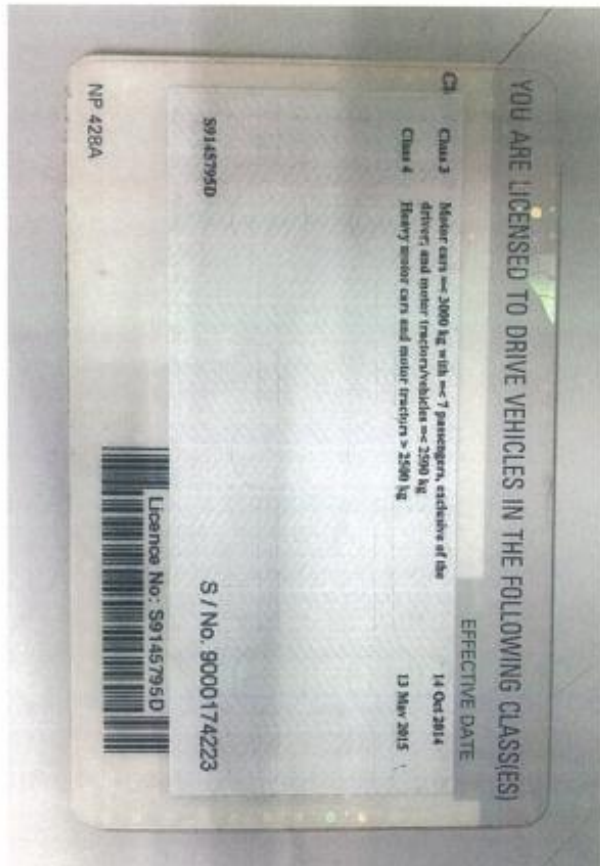 YOU ARE LICENSED TO DRIVE VEHICLES IN THE FOLLOWING CLASS(ES)
EFFECTIVE DATE
Class 3 Motor cars =< 3000 kg with =< 7 passengers, exclusive of the 14 Oct 2014
driver; and motor tractors/vehicles =< 2500 kg
Class 4 Heavy motor cars and motor tractors > 2500 kg 13 May 2015
S9145795D
S / No. 9000174223
Licence No: S9145795D
NP 428A